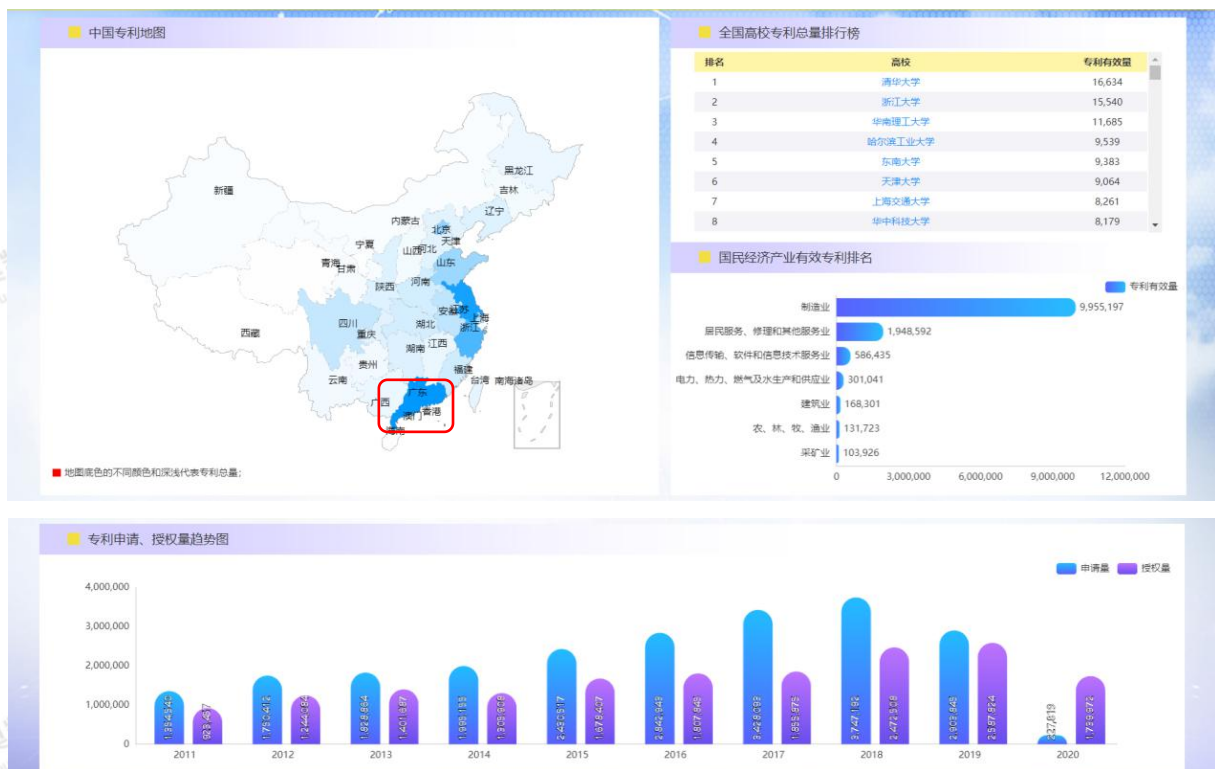 中国专利地图
黑龙江
吉林
新疆
辽宁
内蒙古
北京
天津
宁夏
山西
河北
青海
甘肃
山东
陕西
河南
安徽
江苏
上海
四川
湖北
浙江
西藏
重庆
湖南
江西
贵州
福建
云南
台湾
南海诸岛
广东
广西
澳门
香港
海南
地图底色的不同颜色和深浅代表专利总量;
全国高校专利总量排行榜
排名 高校 专利有效量
1 清华大学 16,634
2 浙江大学 15,540
3 华南理工大学 11,685
4 哈尔滨工业大学 9,539
5 东南大学 9,383
6 天津大学 9,064
7 上海交通大学 8,261
8 华中科技大学 8,179
国民经济产业有效专利排名
专利有效量
制造业 9,955,197
居民服务、修理和其他服务业 1,948,592
信息传输、软件和信息技术服务业 586,435
电力、热力、燃气及水生产和供应业 301,041
建筑业 168,301
农、林、牧、渔业 131,723
采矿业 103,926
0 3,000,000 6,000,000 9,000,000 12,000,000
专利申请、授权量趋势图
申请量 授权量
4,000,000
3,000,000
2,000,000
1,000,000
0
227,819
2011 2012 2013 2014 2015 2016 2017 2018 2019 2020